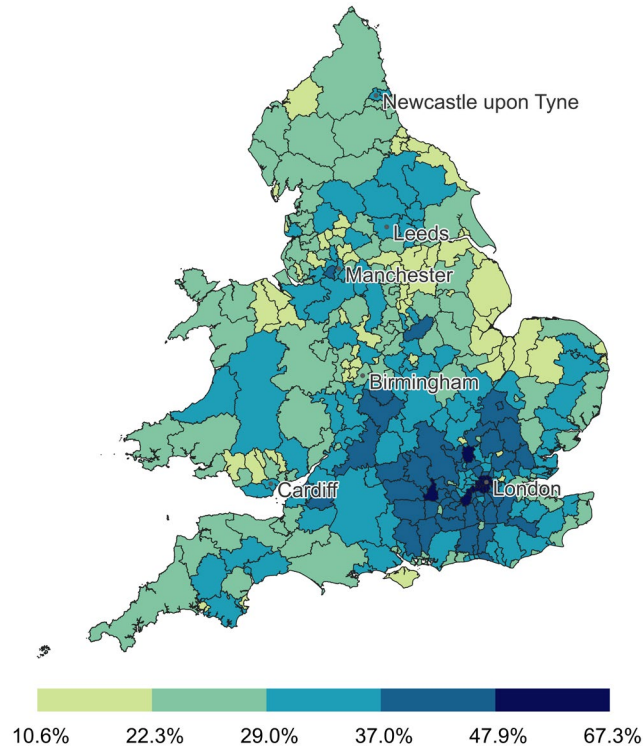 Newcastle upon Tyne
Leeds
Manchester
Birmingham
Cardiff
London
10.6% 22.3% 29.0% 37.0% 47.9% 67.3%